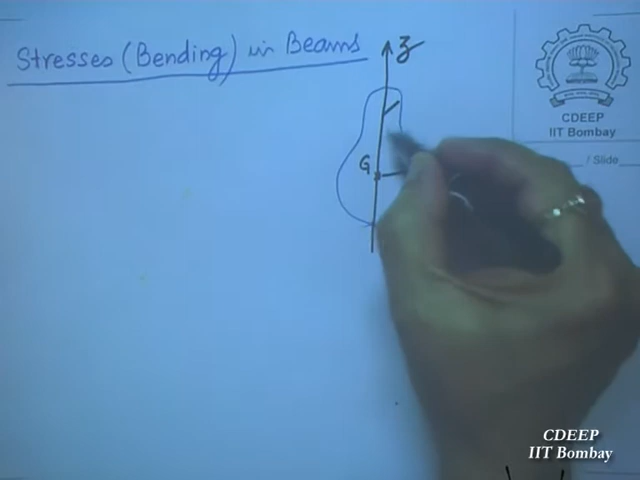 Stresses (Bending) in Beams
z
G
CDEEP
IIT Bombay
/ Slide
CDEEP
IIT Bombay